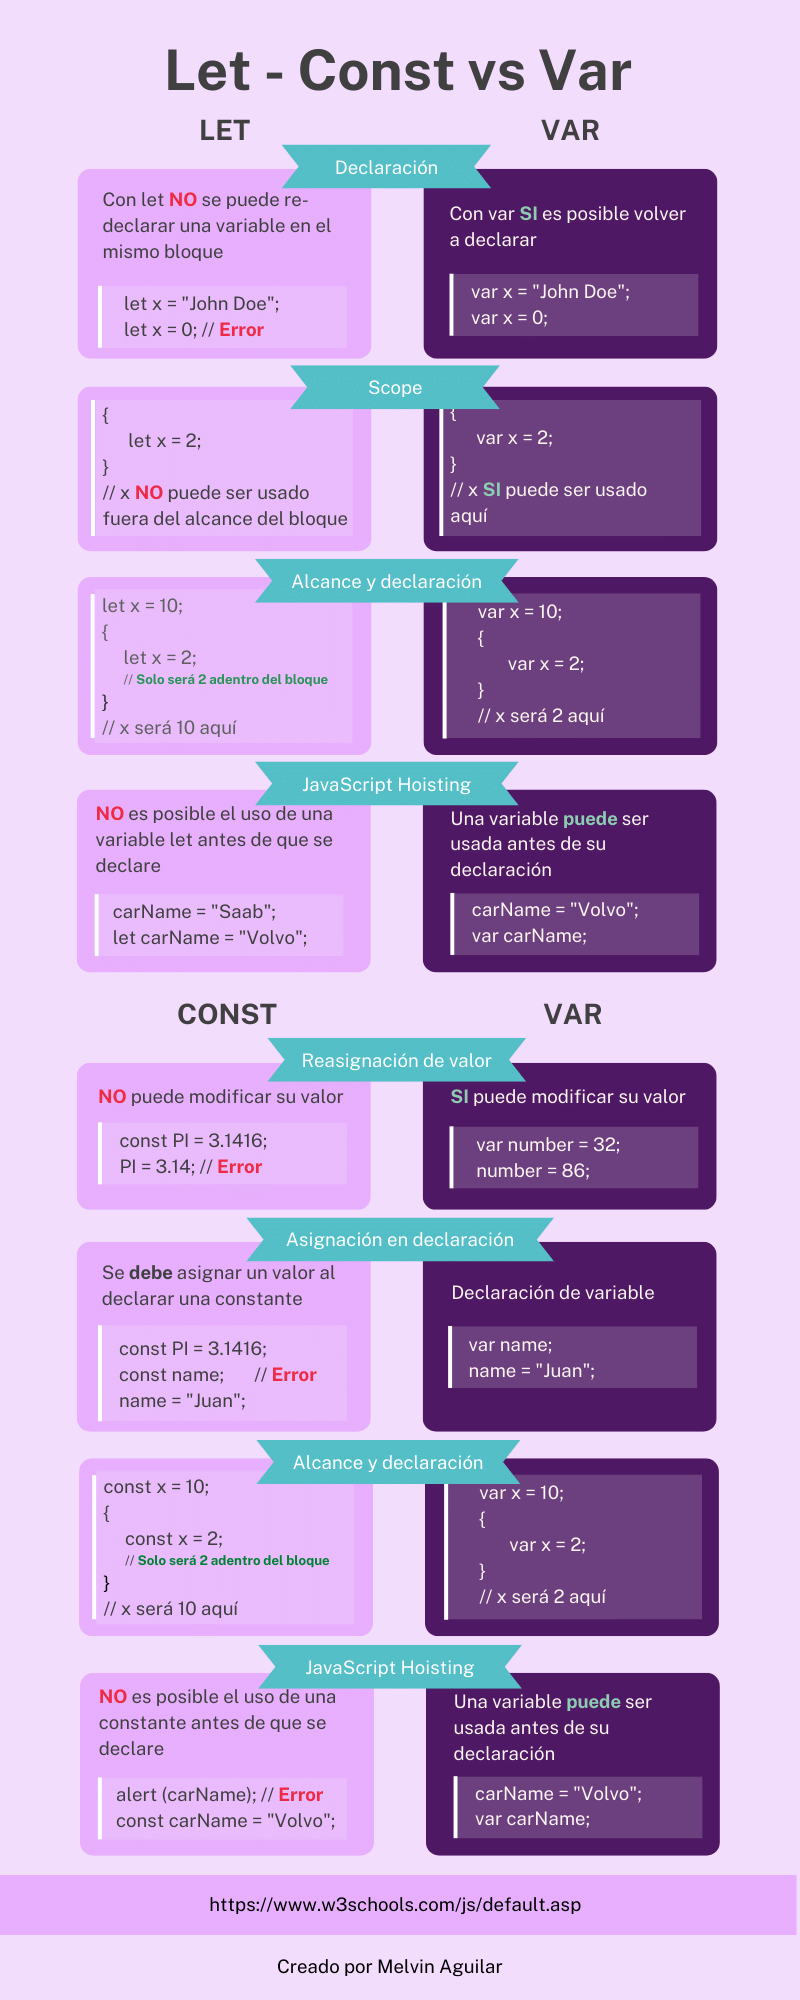 Let - Const vs Var
LET
VAR
Declaración
Con let NO se puede re-
declarar una variable en el
mismo bloque
let x = "John Doe";
let x = 0; // Error
Con var SI es posible volver
a declarar
var x = "John Doe";
var x = 0;
Scope
{
let x = 2;
}
// x NO puede ser usado
fuera del alcance del bloque
{
var x = 2;
}
// x SI puede ser usado
aquí
Alcance y declaración
let x = 10;
{
let x = 2;
// Solo será 2 adentro del bloque
}
// x será 10 aquí
var x = 10;
{
var x = 2;
}
// x será 2 aquí
JavaScript Hoisting
NO es posible el uso de una
variable let antes de que se
declare
carName = "Saab";
let carName = "Volvo";
Una variable puede ser
usada antes de su
declaración
carName = "Volvo";
var carName;
CONST
VAR
Reasignación de valor
NO puede modificar su valor
const PI = 3.1416;
PI = 3.14; // Error
SI puede modificar su valor
var number = 32;
number = 86;
Asignación en declaración
Se debe asignar un valor al
declarar una constante
const PI = 3.1416;
const name; // Error
name = "Juan";
Declaración de variable
var name;
name = "Juan";
Alcance y declaración
const x = 10;
{
const x = 2;
// Solo será 2 adentro del bloque
}
// x será 10 aquí
var x = 10;
{
var x = 2;
}
// x será 2 aquí
JavaScript Hoisting
NO es posible el uso de una
constante antes de que se
declare
alert (carName); // Error
const carName = "Volvo";
Una variable puede ser
usada antes de su
declaración
carName = "Volvo";
var carName;
https://www.w3schools.com/js/default.asp
Creado por Melvin Aguilar